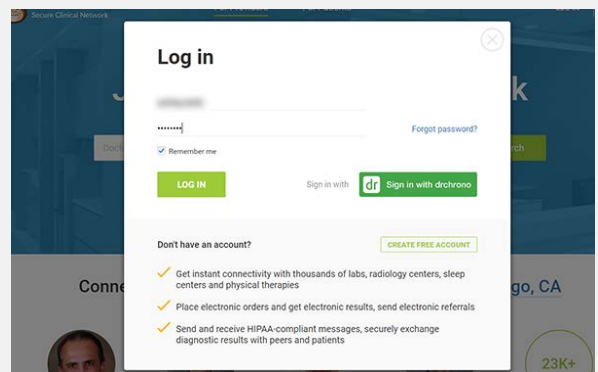 Secure Clinical Network
Log in
••••••••
Forgot password?
Remember me
LOG IN
Sign in with
dr Sign in with drchrono
Don't have an account?
CREATE FREE ACCOUNT
Get instant connectivity with thousands of labs, radiology centers, sleep
centers and physical therapies
Place electronic orders and get electronic results, send electronic referrals
Send and receive HIPAA-compliant messages, securely exchange
diagnostic results with peers and patients
23K+